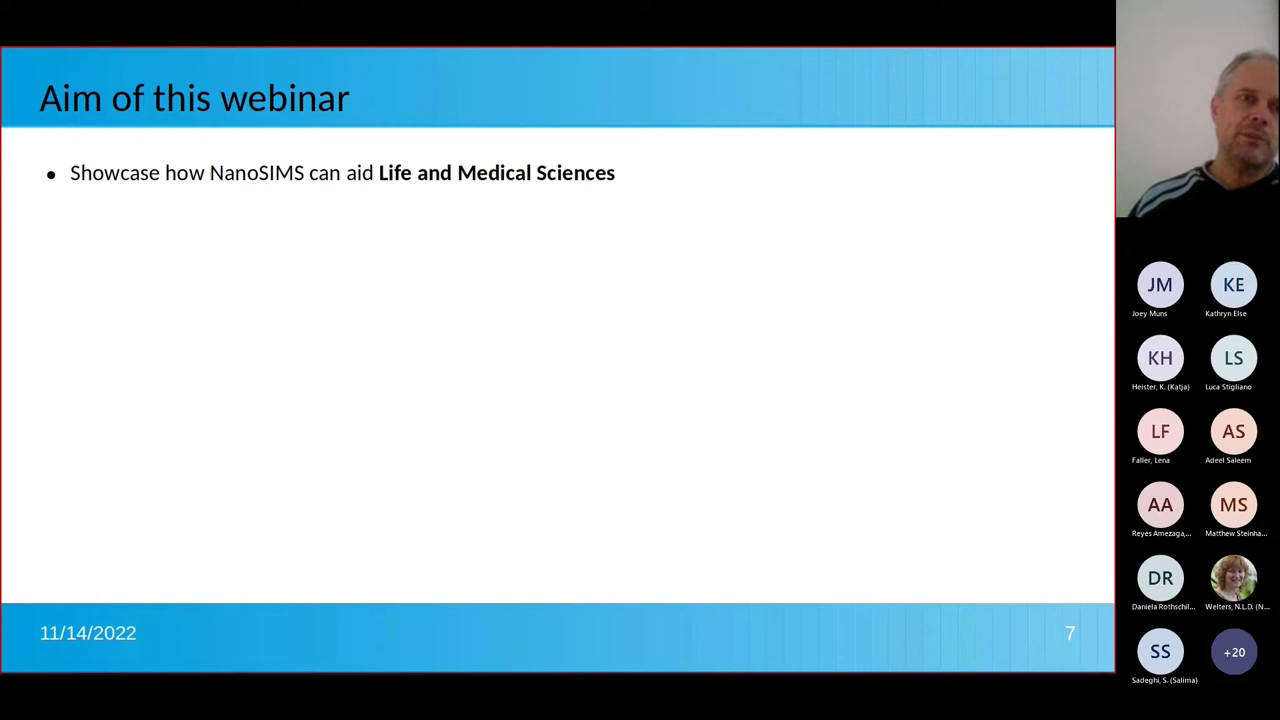 Aim of this webinar
• Showcase how NanoSIMS can aid Life and Medical Sciences
11/14/2022
7
JM
KE
Joey Muns
Kathryn Else
KH
LS
Heister, K. (Katja)
Luca Stigliano
LF
AS
Faller, Lena
Adeel Saleem
AA
MS
Reyes Amezaga,...
Matthew Steinha...
DR
Daniela Rothschil...
Welters, N.L.D. (N...
SS
+20
Sadeghi, S. (Salima)